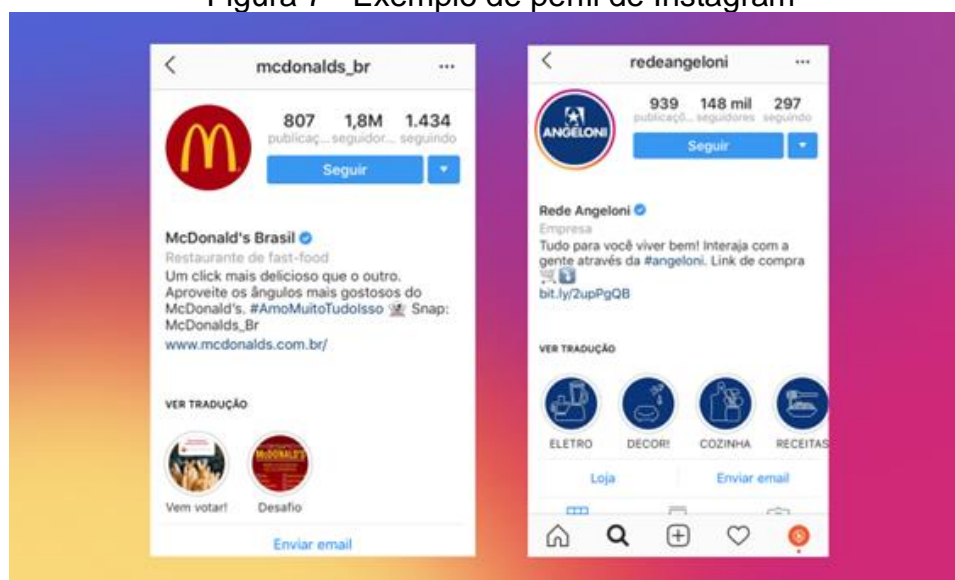 Figura 7 - Exemplo de perfil de Instagram
mcdonalds_br
807 1,8M 1.434
publicaç... seguidor... seguindo
Seguir
McDonald's Brasil
Restaurante de fast-food
Um click mais delicioso que o outro.
Aproveite os ângulos mais gostosos do
McDonald's. #AmoMuitoTudoIsso Snap:
McDonalds_Br
www.mcdonalds.com.br/
VER TRADUÇÃO
McDONALD'S
Vem votar! Desafio
Enviar email
redeangeloni
939 148 mil 297
publicaçõ... seguidores seguindo
ANGELONI
Seguir
Rede Angeloni
Empresa
Tudo para você viver bem! Interaja com a
gente através da #angeloni. Link de compra
bit.ly/2upPgQB
VER TRADUÇÃO
ELETRO DECOR! COZINHA RECEITAS
Loja Enviar email